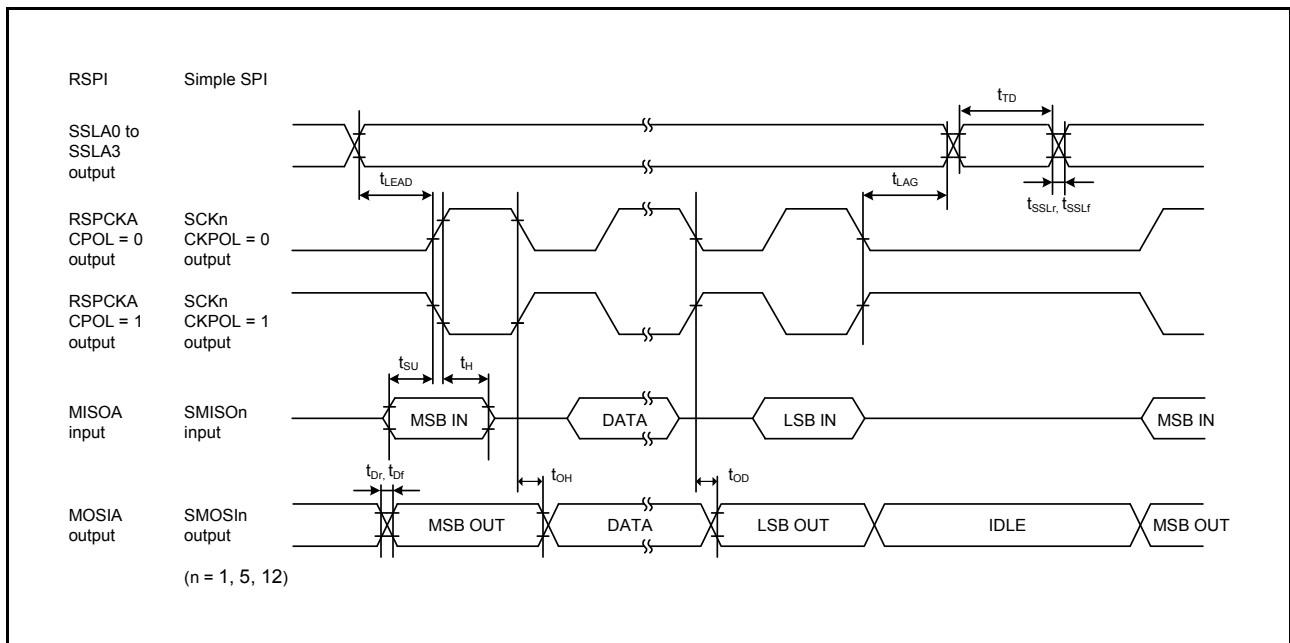 RSPI Simple SPI
SSLA0 to
SSLA3
output
tTD
tLEAD
tLAG
tSSLr, tSSLf
RSPCKA SCKn
CPOL = 0 CKPOL = 0
output output
RSPCKA SCKn
CPOL = 1 CKPOL = 1
output output
tSU tH
MISOA SMISOn
input input
MSB IN DATA LSB IN MSB IN
tDr, tDf
tOH tOD
MOSIA SMOSIn
output output
MSB OUT DATA LSB OUT IDLE MSB OUT
(n = 1, 5, 12)